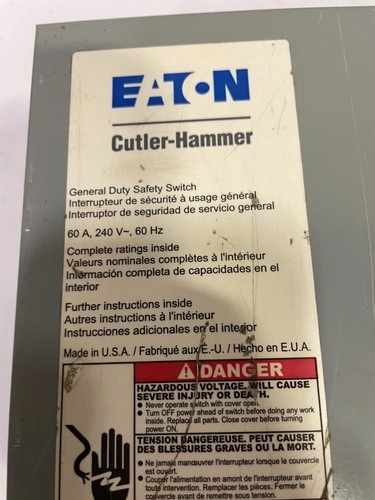 EATON
Cutler-Hammer
General Duty Safety Switch
Interrupteur de sécurité à usage général
Interruptor de seguridad de servicio general
60 A, 240 V~, 60 Hz
Complete ratings inside
Valeurs nominales complètes à l'intérieur
Información completa de capacidades en el
interior
Further instructions inside
Autres instructions à l'intérieur
Instrucciones adicionales en el interior
Made in U.S.A. / Fabriqué aux É.-U. / Hecho en E.U.A.
DANGER
HAZARDOUS VOLTAGE. WILL CAUSE
SEVERE INJURY OR DEATH.
● Never operate switch with cover open.
● Turn OFF power ahead of switch before doing any work
inside. Replace all parts. Close cover before turning
power ON.
TENSION DANGEREUSE. PEUT CAUSER
DES BLESSURES GRAVES OU LA MORT.
● Ne jamais manœuvrer l'interrupteur lorsque le couvercle
est ouvert.
● Couper l'alimentation en amont de l'interrupteur avant
toute intervention. Remplacer les pièces. Fermer le
couvercle avant de remettre sous tension.